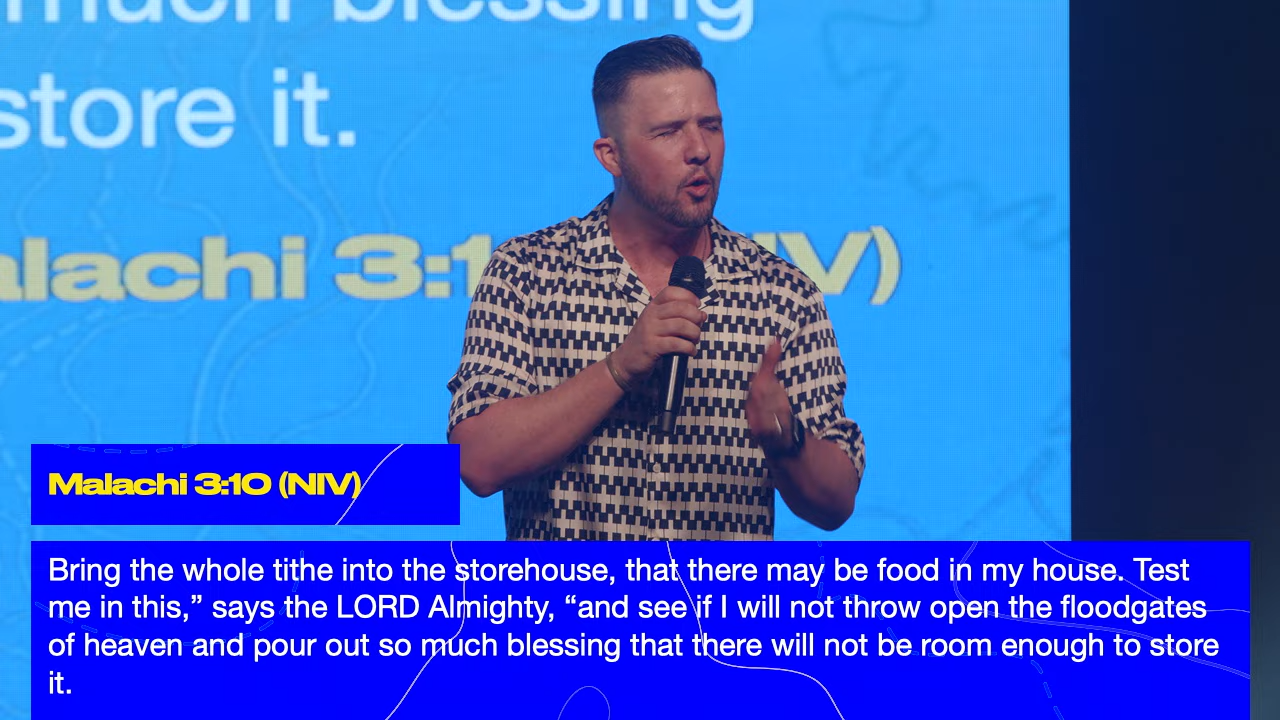 much blessing
store it.
alachi 3:1 IV)
Malachi 3:10 (NIV)
Bring the whole tithe into the storehouse, that there may be food in my house. Test
me in this,” says the LORD Almighty, “and see if I will not throw open the floodgates
of heaven and pour out so much blessing that there will not be room enough to store
it.